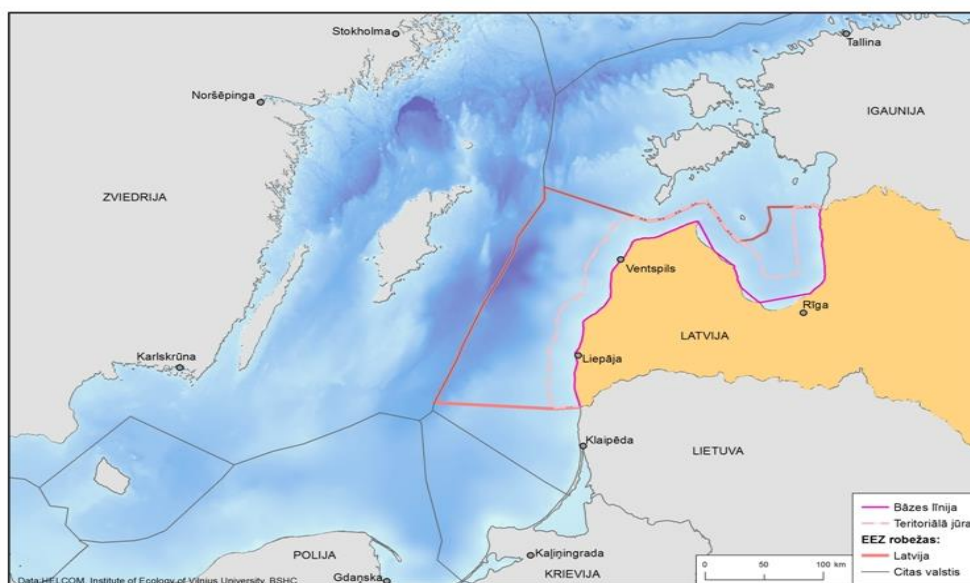 Stokholma
Tallina
Noršēpinga
IGAUNIJA
ZVIEDRIJA
Ventspils
Rīga
LATVIJA
Karlskrūna
Liepāja
Klaipēda
LIETUVA
Bāzes līnija
Teritoriālā jūra
EEZ robežas:
Latvija
Citas valstis
POLIJA
Kaļiņingrada
KRIEVIJA
Gdaņska
0 50 100 km
Data:HELCOM, Institute of Ecology of Vilnius University, BSHC